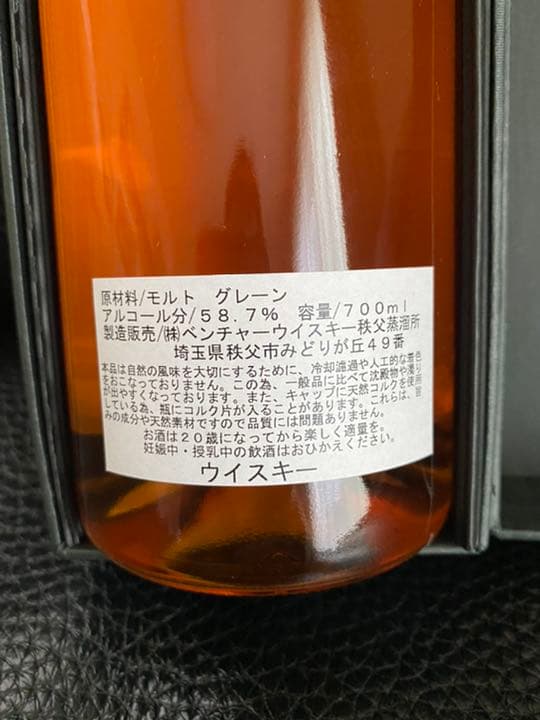 原材料/モルト グレーン
アルコール分/58.7% 容量/700ml
製造販売/㈱ベンチャーウイスキー秩父蒸溜所
埼玉県秩父市みどりが丘49番
本品は自然の風味を大切にするために、冷却濾過や人工的な着色
をおこなっておりません。この為、一般品に比べて沈殿物や濁り
が出やすくなっております。また、キャップに天然コルクを使用
している為、瓶にコルク片が入ることがあります。これらは、皆
みの成分や天然素材ですので品質には問題ありません。
お酒は20歳になってから楽しく適量を。
妊娠中・授乳中の飲酒はおひかえください。
ウイスキー